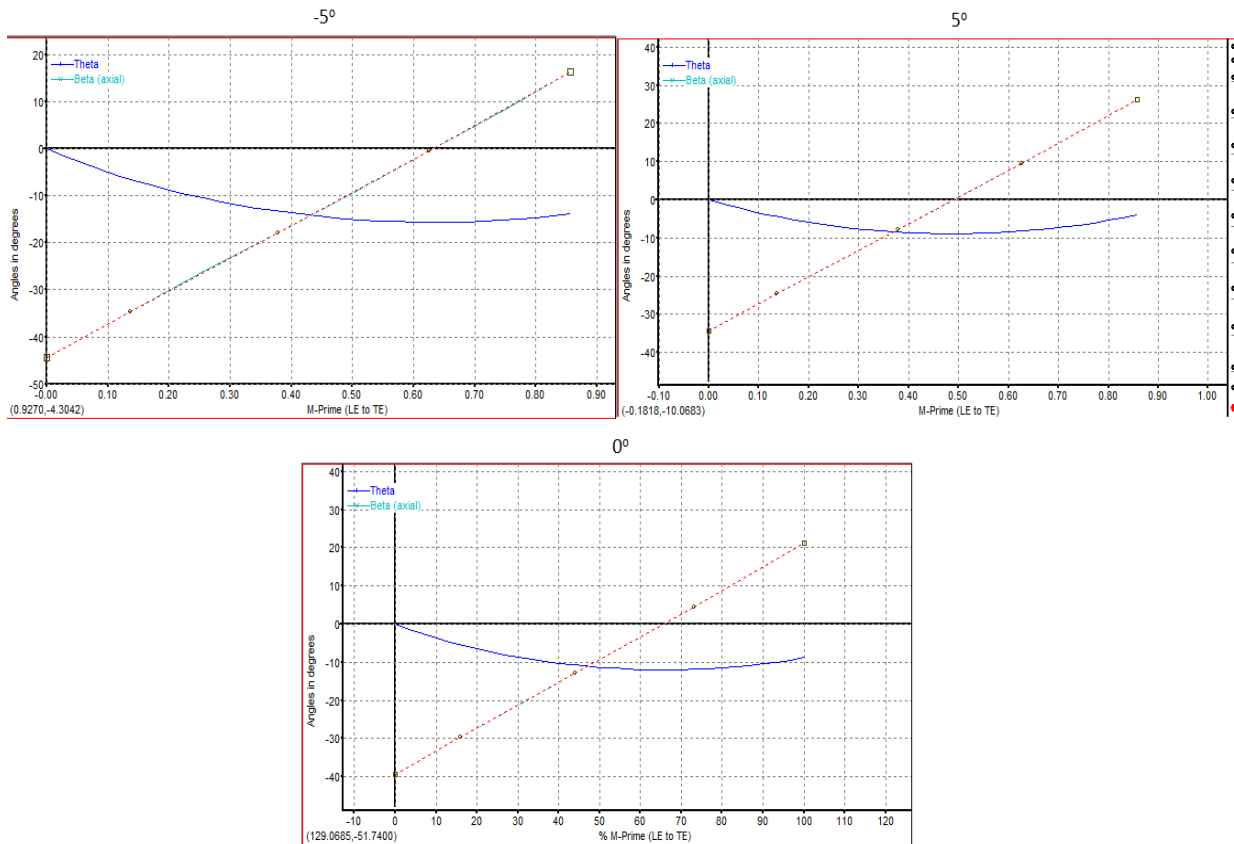 -5º
20
10
0
-10
-20
-30
-40
-50
Theta
Beta (axial)
Angles in degrees
-0.00 0.10 0.20 0.30 0.40 0.50 0.60 0.70 0.80 0.90
(0.9270,-4.3042) M-Prime (LE to TE)
5º
40
30
20
10
0
-10
-20
-30
-40
Theta
Beta (axial)
Angles in degrees
-0.10 0.00 0.10 0.20 0.30 0.40 0.50 0.60 0.70 0.80 0.90 1.00
(-0.1818,-10.0683) M-Prime (LE to TE)
0º
40
30
20
10
0
-10
-20
-30
-40
Theta
Beta (axial)
Angles in degrees
-10 0 10 20 30 40 50 60 70 80 90 100 110 120
(129.0685,-51.7400) % M-Prime (LE to TE)